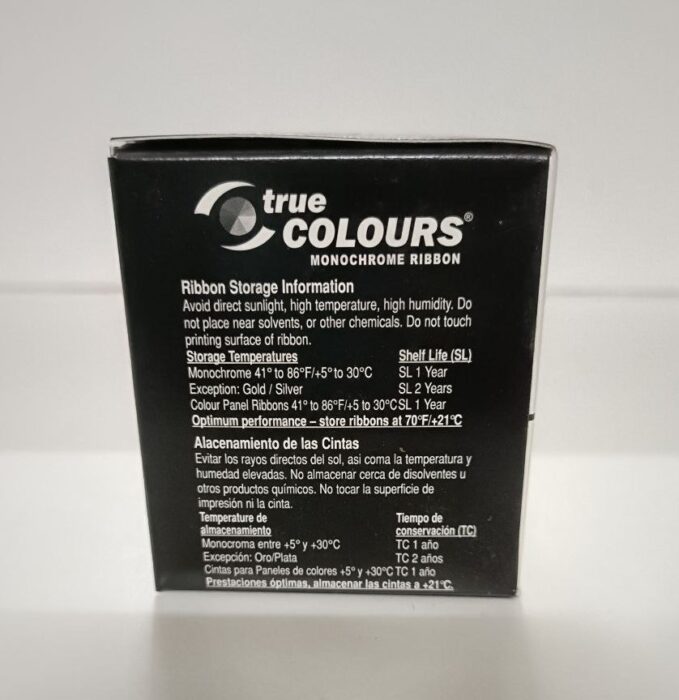 true
COLOURS®
MONOCHROME RIBBON
Ribbon Storage Information
Avoid direct sunlight, high temperature, high humidity. Do
not place near solvents, or other chemicals. Do not touch
printing surface of ribbon.
Storage Temperatures Shelf Life (SL)
Monochrome 41° to 86°F/+5° to 30°C SL 1 Year
Exception: Gold / Silver SL 2 Years
Colour Panel Ribbons 41° to 86°F/+5 to 30°C SL 1 Year
Optimum performance – store ribbons at 70°F/+21°C
Alacenamiento de las Cintas
Evitar los rayos directos del sol, asi coma la temperatura y
humedad elevadas. No almacenar cerca de disolventes u
otros productos químicos. No tocar la superficie de
impresión ni la cinta.
Temperature de Tiempo de
almacenamiento conservación (TC)
Monocroma entre +5° y +30°C TC 1 año
Excepción: Oro/Plata TC 2 años
Cintas para Paneles de colores +5° y +30°C TC 1 año
Prestaciones óptimas, almacenar las cintas a +21°C.